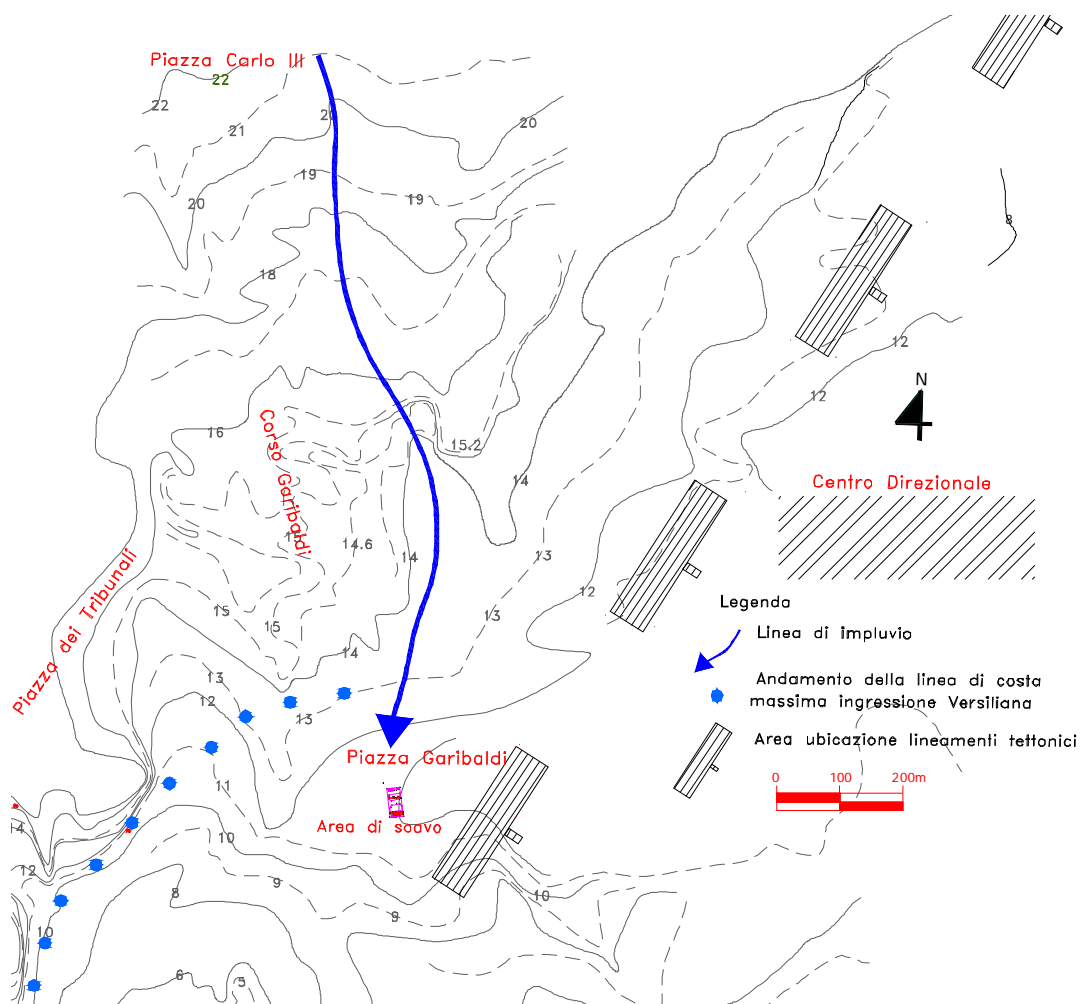 Piazza Carlo III
22
22
20
21
20
19
19
20
18
16
15.2
14
12
12
N
Corso Garibaldi
Centro Direzionale
14.6
14
13
12
Piazza dei Tribunali
15
15
13
14
13
12
13
Legenda
Linea di impluvio
Andamento della linea di costa
massima ingressione Versiliana
Area ubicazione lineamenti tettonici
Piazza Garibaldi
0 100 200m
11
Area di scavo
14
10
12
9
8
10
9
10
6
5
8